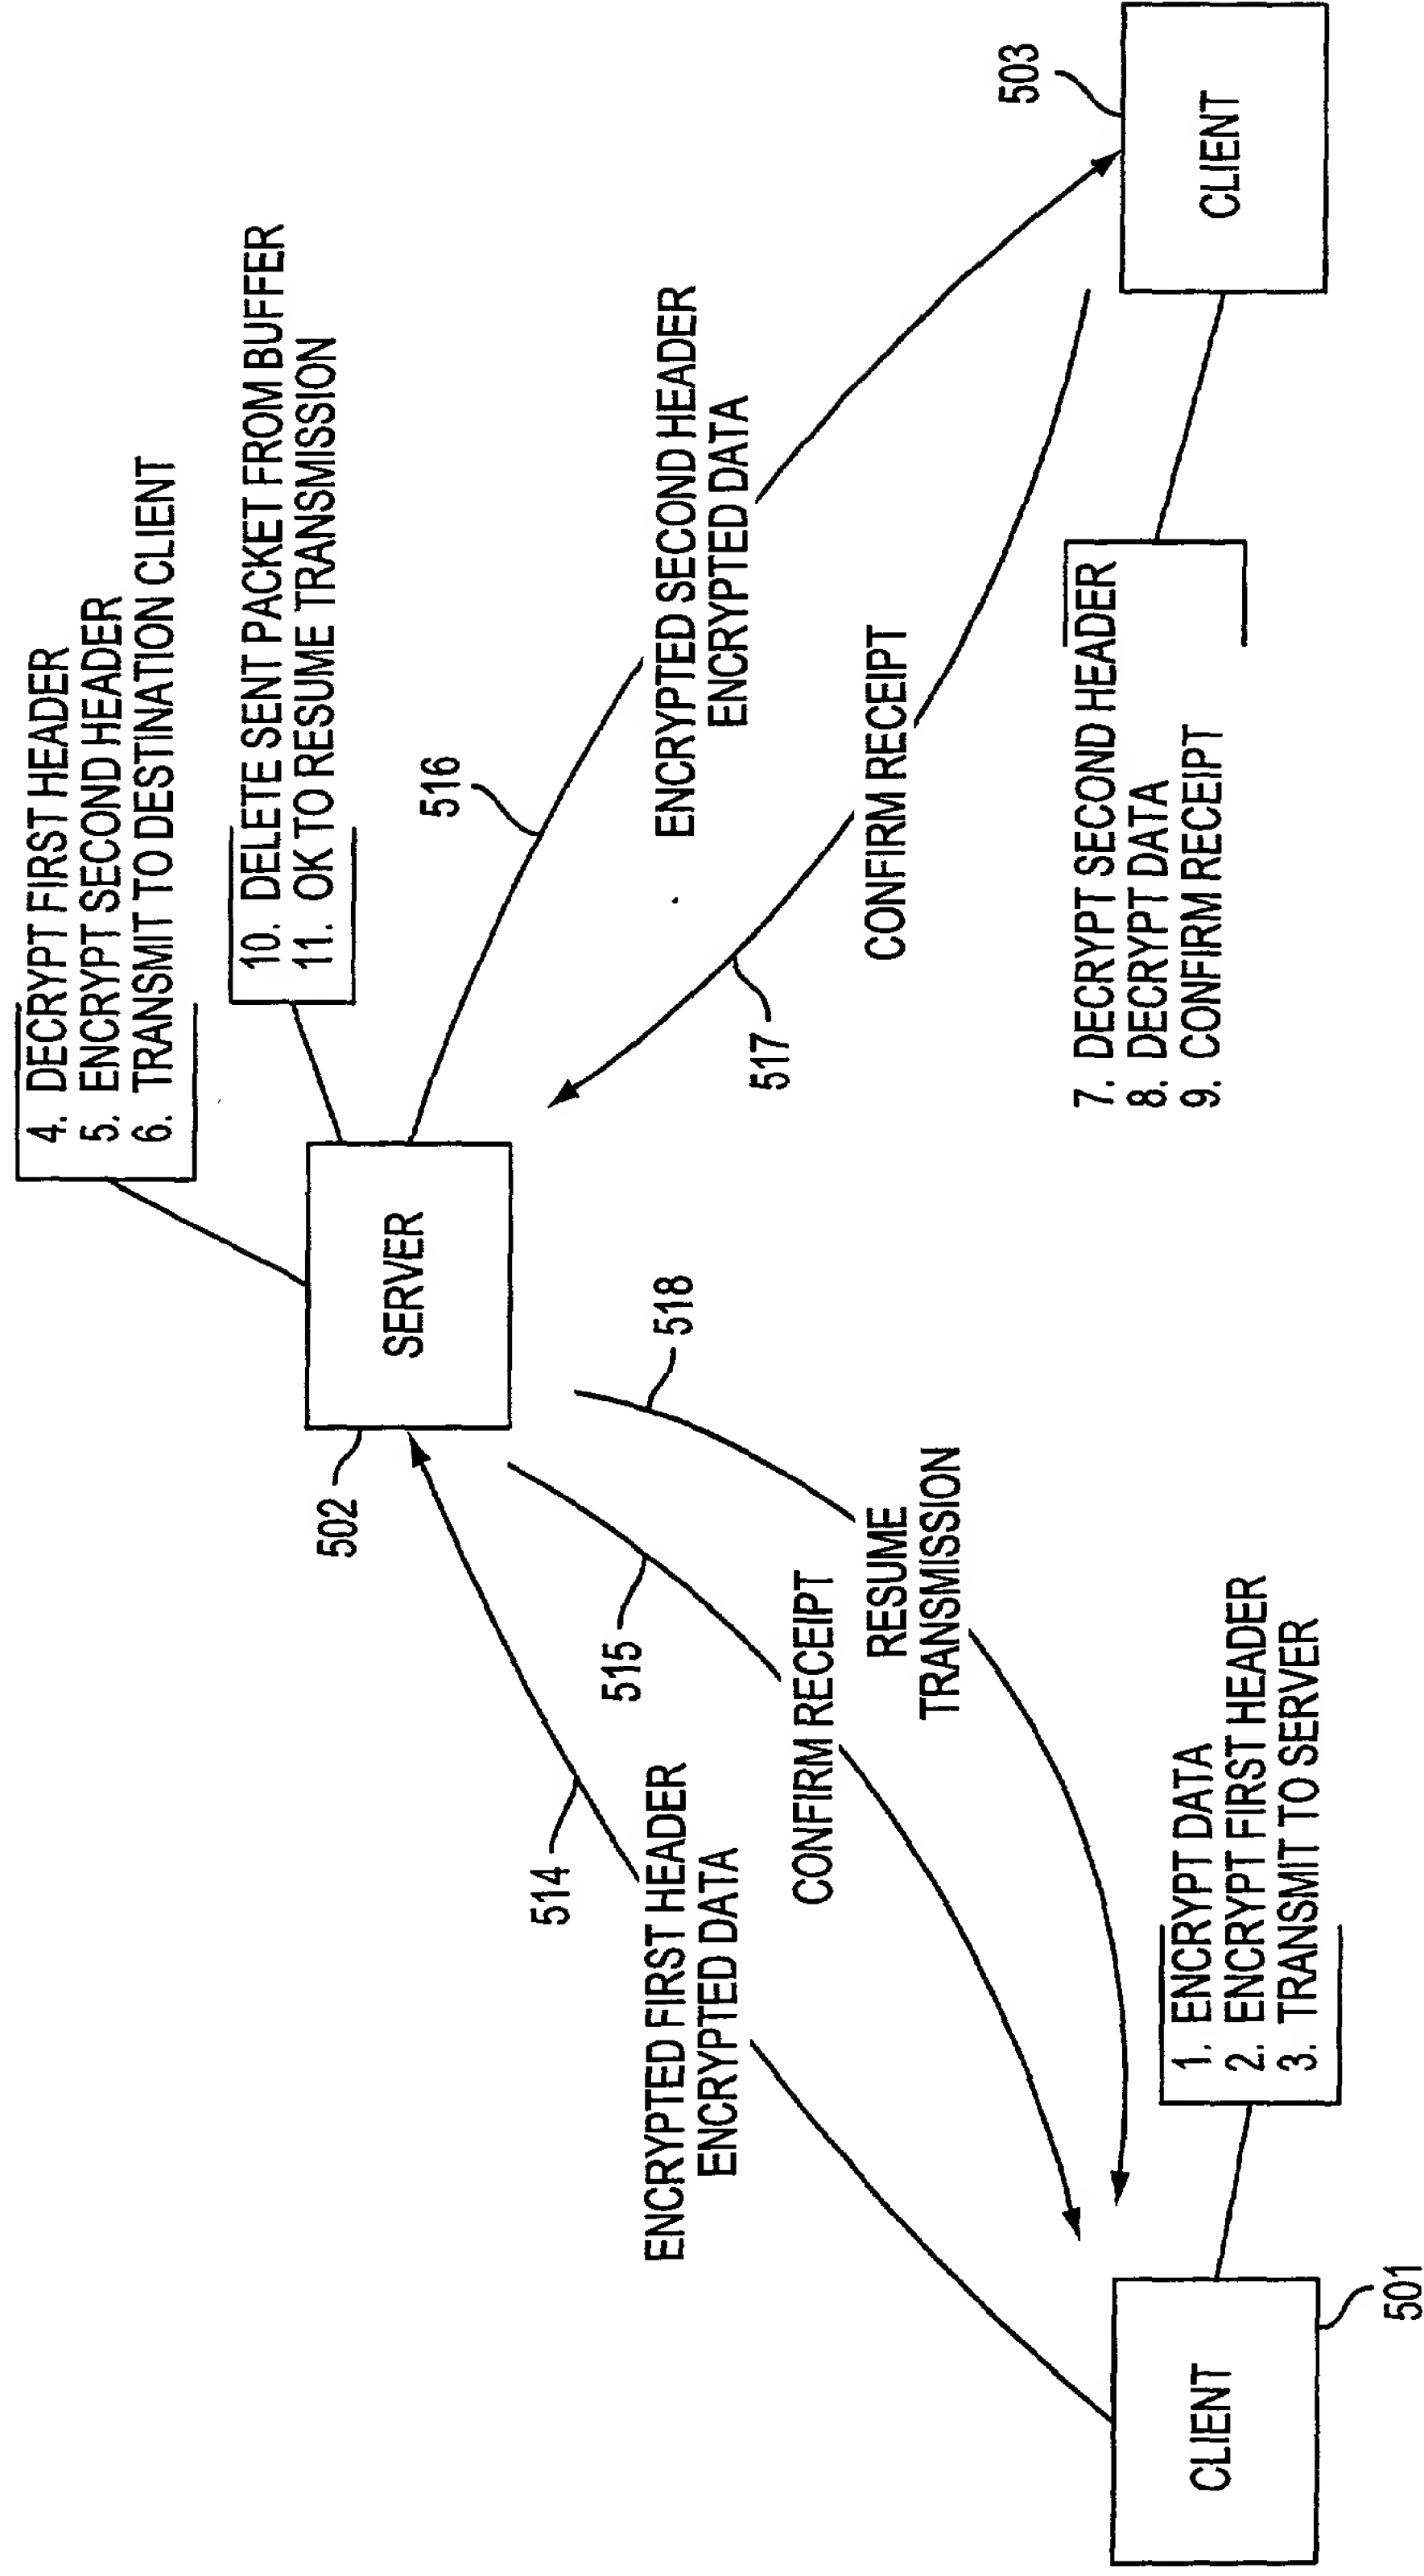 4. DECRYPT FIRST HEADER
5. ENCRYPT SECOND HEADER
6. TRANSMIT TO DESTINATION CLIENT
10. DELETE SENT PACKET FROM BUFFER
11. OK TO RESUME TRANSMISSION
502
SERVER
516
514
ENCRYPTED FIRST HEADER
ENCRYPTED DATA
515
518
ENCRYPTED SECOND HEADER
ENCRYPTED DATA
517
CONFIRM RECEIPT
RESUME
TRANSMISSION
CONFIRM RECEIPT
503
CLIENT
7. DECRYPT SECOND HEADER
8. DECRYPT DATA
9. CONFIRM RECEIPT
1. ENCRYPT DATA
2. ENCRYPT FIRST HEADER
3. TRANSMIT TO SERVER
CLIENT
501